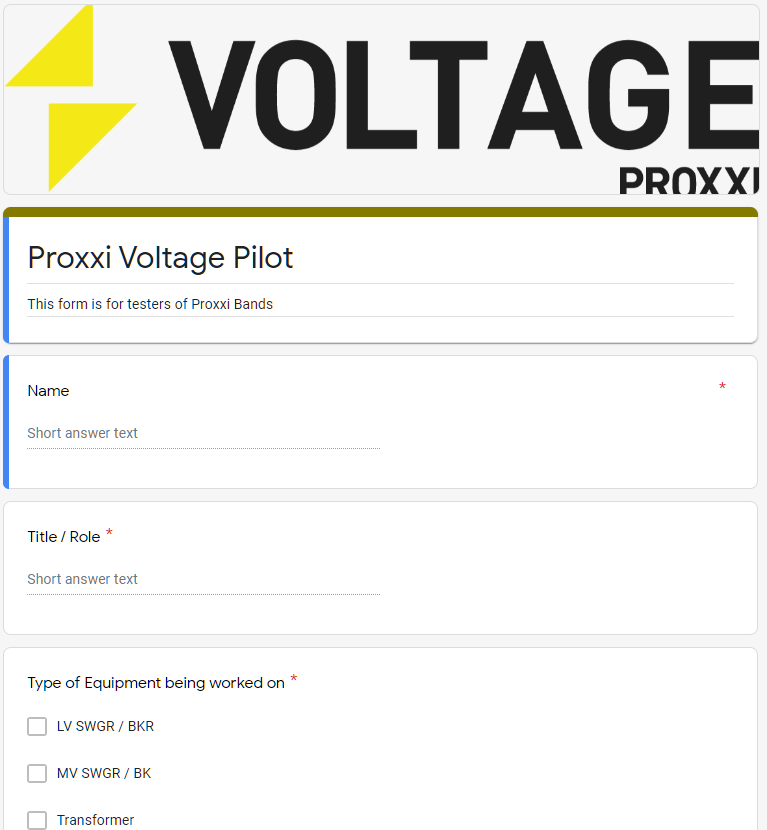 VOLTAGE
PROXXI
Proxxi Voltage Pilot
This form is for testers of Proxxi Bands
Name *
Short answer text
Title / Role *
Short answer text
Type of Equipment being worked on *
LV SWGR / BKR
MV SWGR / BK
Transformer